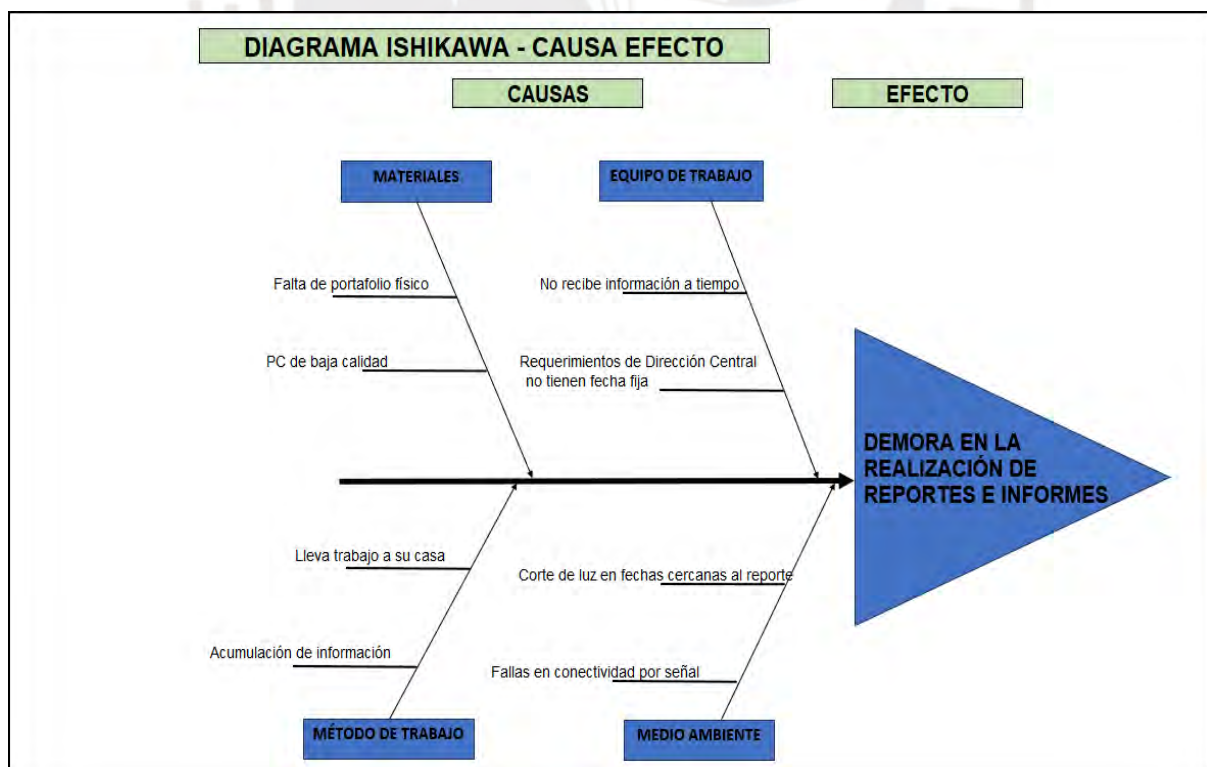 DIAGRAMA ISHIKAWA - CAUSA EFECTO
CAUSAS
EFECTO
MATERIALES
EQUIPO DE TRABAJO
Falta de portafolio físico
No recibe información a tiempo
PC de baja calidad
Requerimientos de Dirección Central
no tienen fecha fija
DEMORA EN LA
REALIZACIÓN DE
REPORTES E INFORMES
Lleva trabajo a su casa
Corte de luz en fechas cercanas al reporte
Acumulación de información
Fallas en conectividad por señal
MÉTODO DE TRABAJO
MEDIO AMBIENTE